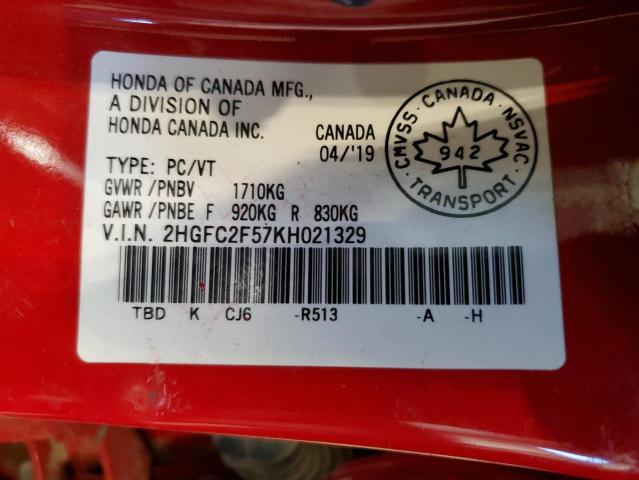 HONDA OF CANADA MFG.,
A DIVISION OF
HONDA CANADA INC.
CANADA
04/'19
TYPE: PC/VT
GVWR /PNBV 1710KG
GAWR /PNBE F 920KG R 830KG
V.I.N. 2HGFC2F57KH021329
TBD K CJ6 -R513 -A -H
CMVSS · CANADA · NSVAC
942
· TRANSPORT ·